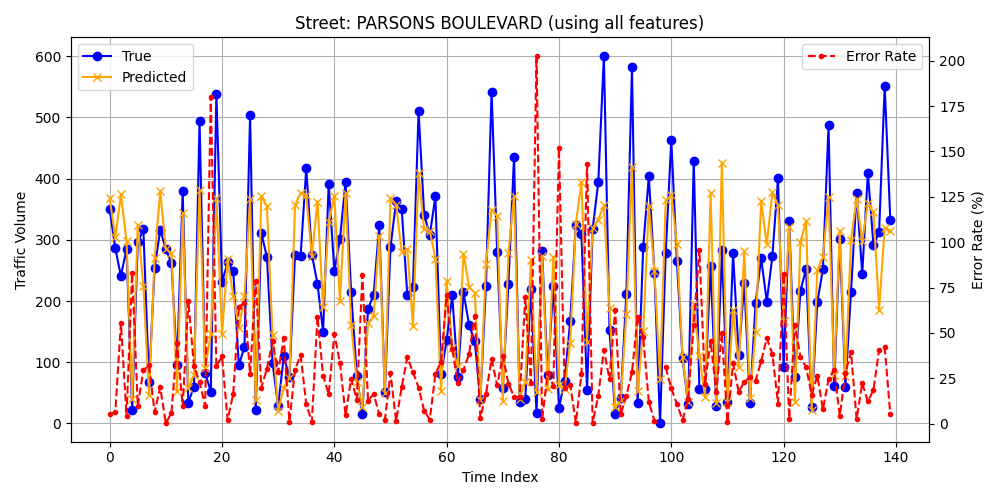 Street: PARSONS BOULEVARD (using all features)
True
Predicted
Error Rate
Traffic Volume
600
500
400
300
200
100
0
200
175
150
125
100
75
50
25
0
Error Rate (%)
0 20 40 60 80 100 120 140
Time Index